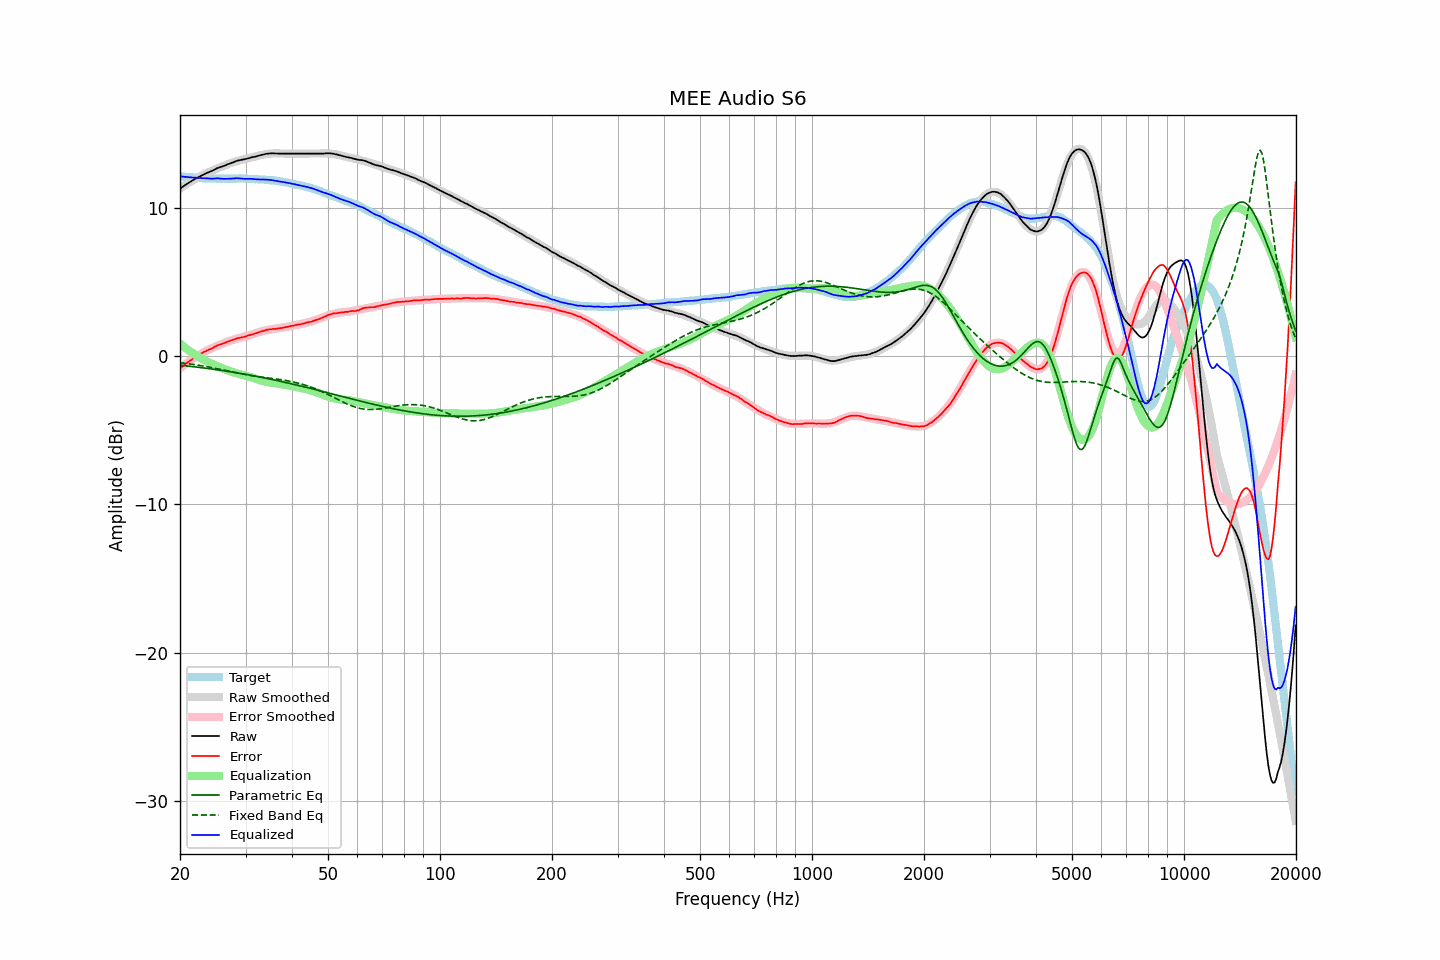 MEE Audio S6
Amplitude (dBr)
10
0
−10
−20
−30
Target
Raw Smoothed
Error Smoothed
Raw
Error
Equalization
Parametric Eq
Fixed Band Eq
Equalized
20 50 100 200 500 1000 2000 5000 10000 20000
Frequency (Hz)